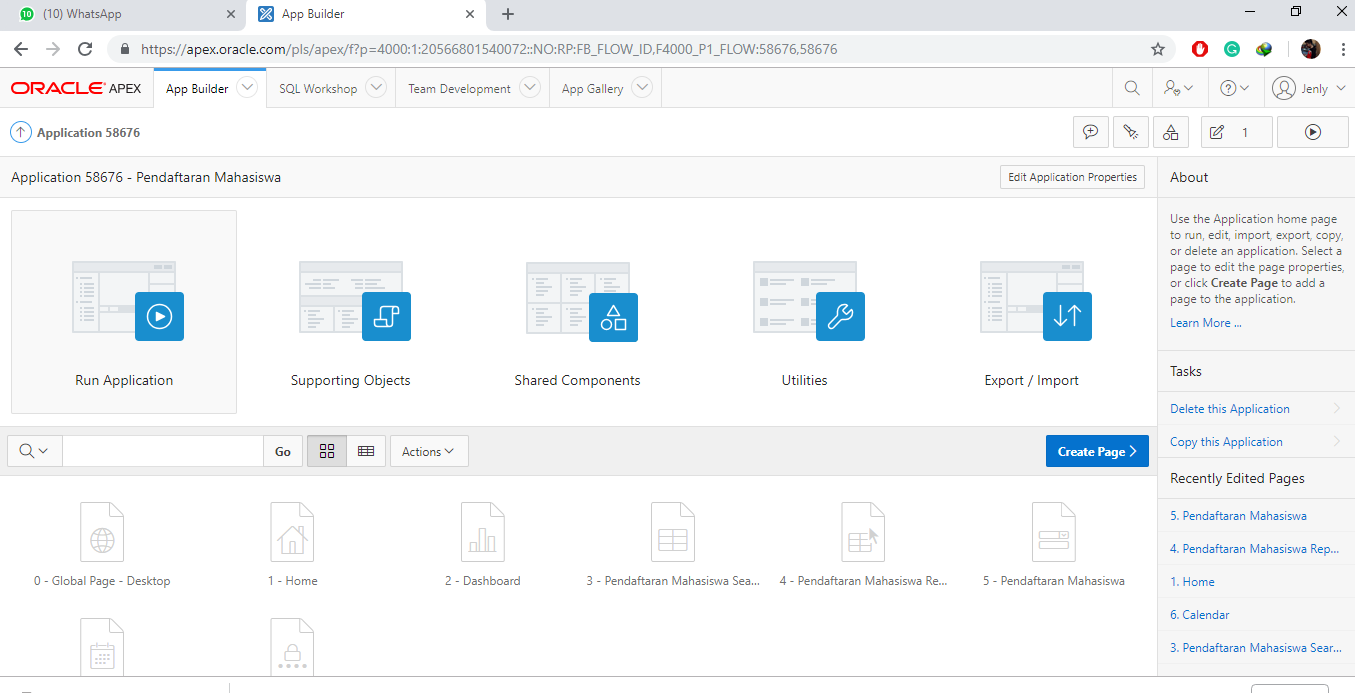 10 (10) WhatsApp
App Builder
https://apex.oracle.com/pls/apex/f?p=4000:1:20566801540072::NO:RP:FB_FLOW_ID,F4000_P1_FLOW:58676,58676
ORACLE APEX
App Builder
SQL Workshop
Team Development
App Gallery
Jenly
Application 58676
1
Application 58676 - Pendaftaran Mahasiswa
Edit Application Properties
Run Application
Supporting Objects
Shared Components
Utilities
Export / Import
Go
Actions
Create Page
0 - Global Page - Desktop
1 - Home
2 - Dashboard
3 - Pendaftaran Mahasiswa Sea...
4 - Pendaftaran Mahasiswa Re...
5 - Pendaftaran Mahasiswa
About
Use the Application home page
to run, edit, import, export, copy,
or delete an application. Select a
page to edit the page properties,
or click Create Page to add a
page to the application.
Learn More ...
Tasks
Delete this Application
Copy this Application
Recently Edited Pages
5. Pendaftaran Mahasiswa
4. Pendaftaran Mahasiswa Rep...
1. Home
6. Calendar
3. Pendaftaran Mahasiswa Sear...